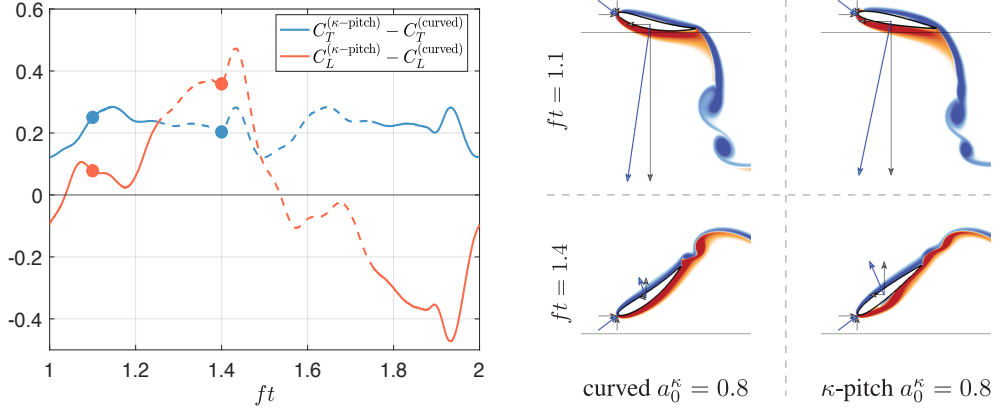 0.6
0.4
0.2
0
-0.2
-0.4
1
1.2
1.4
1.6
1.8
2
ft
C_T^{(κ-pitch)} − C_T^{(curved)}
C_L^{(κ-pitch)} − C_L^{(curved)}
ft = 1.1
ft = 1.4
curved a_0^κ = 0.8
κ-pitch a_0^κ = 0.8